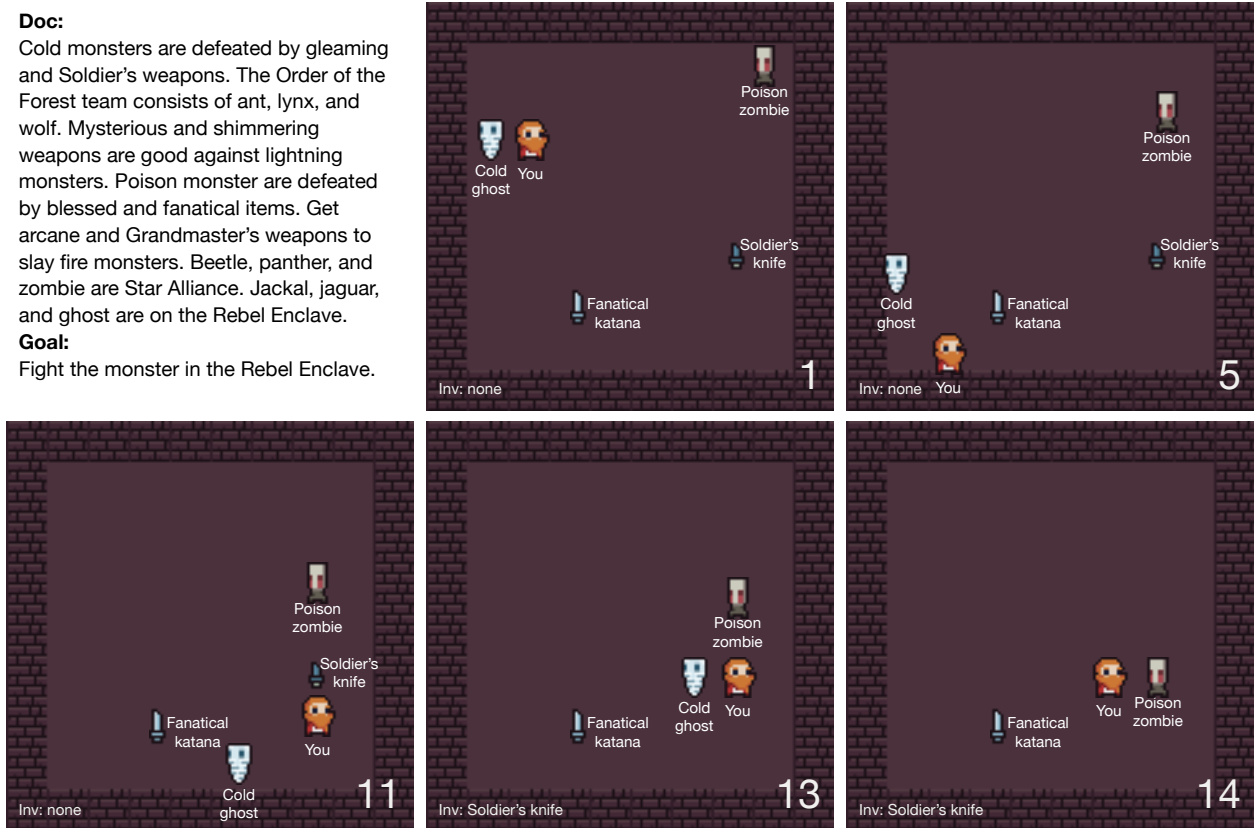 Doc:
Cold monsters are defeated by gleaming
and Soldier's weapons. The Order of the
Forest team consists of ant, lynx, and
wolf. Mysterious and shimmering
weapons are good against lightning
monsters. Poison monster are defeated
by blessed and fanatical items. Get
arcane and Grandmaster's weapons to
slay fire monsters. Beetle, panther, and
zombie are Star Alliance. Jackal, jaguar,
and ghost are on the Rebel Enclave.
Goal:
Fight the monster in the Rebel Enclave.
Poison
zombie
Cold
ghost
You
Soldier's
knife
Fanatical
katana
Inv: none
1
Poison
zombie
Soldier's
knife
Cold
ghost
Fanatical
katana
Inv: none
You
5
Poison
zombie
Soldier's
knife
Fanatical
katana
You
Cold
ghost
Inv: none
11
Poison
zombie
Cold
ghost
You
Fanatical
katana
Inv: Soldier's knife
13
You
Poison
zombie
Fanatical
katana
Inv: Soldier's knife
14